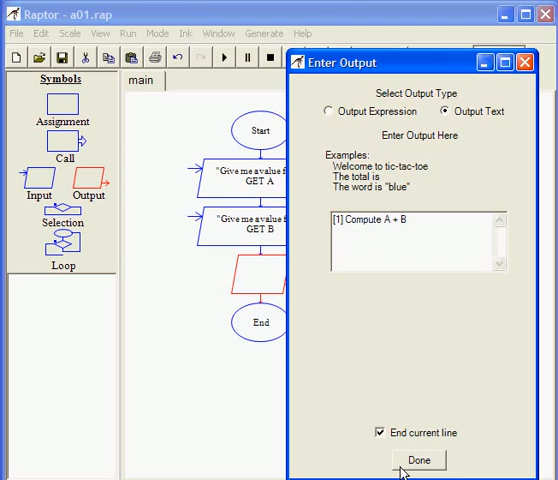 Raptor - a01.rap
File Edit Scale View Run Mode Ink Window Generate Help
Symbols
Assignment
Call
Input Output
Selection
Loop
main
Start
"Give me avalue f
GET A
"Give me avalue f
GET B
End
Enter Output
Select Output Type
Output Expression Output Text
Enter Output Here
Examples:
Welcome to tic-tac-toe
The total is
The word is "blue"
[1] Compute A + B
End current line
Done